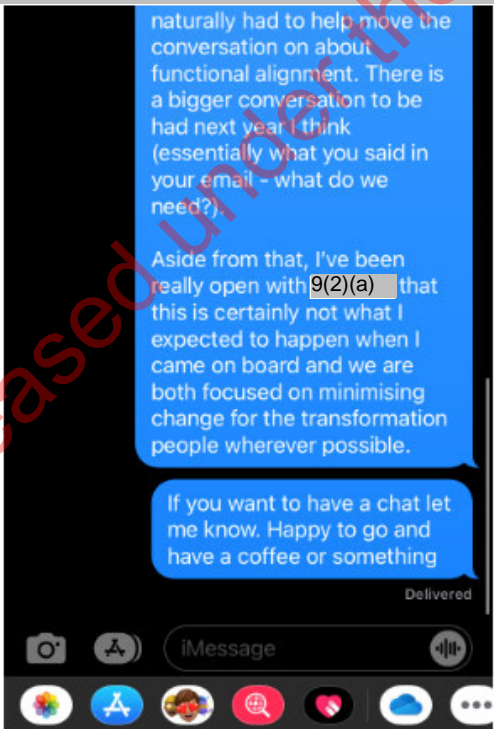 naturally had to help move the
conversation on about
functional alignment. There is
a bigger conversation to be
had next year I think
(essentially what you said in
your email - what do we
need?).
Aside from that, I've been
really open with 9(2)(a) that
this is certainly not what I
expected to happen when I
came on board and we are
both focused on minimising
change for the transformation
people wherever possible.
If you want to have a chat let
me know. Happy to go and
have a coffee or something
Delivered
iMessage
eased under the